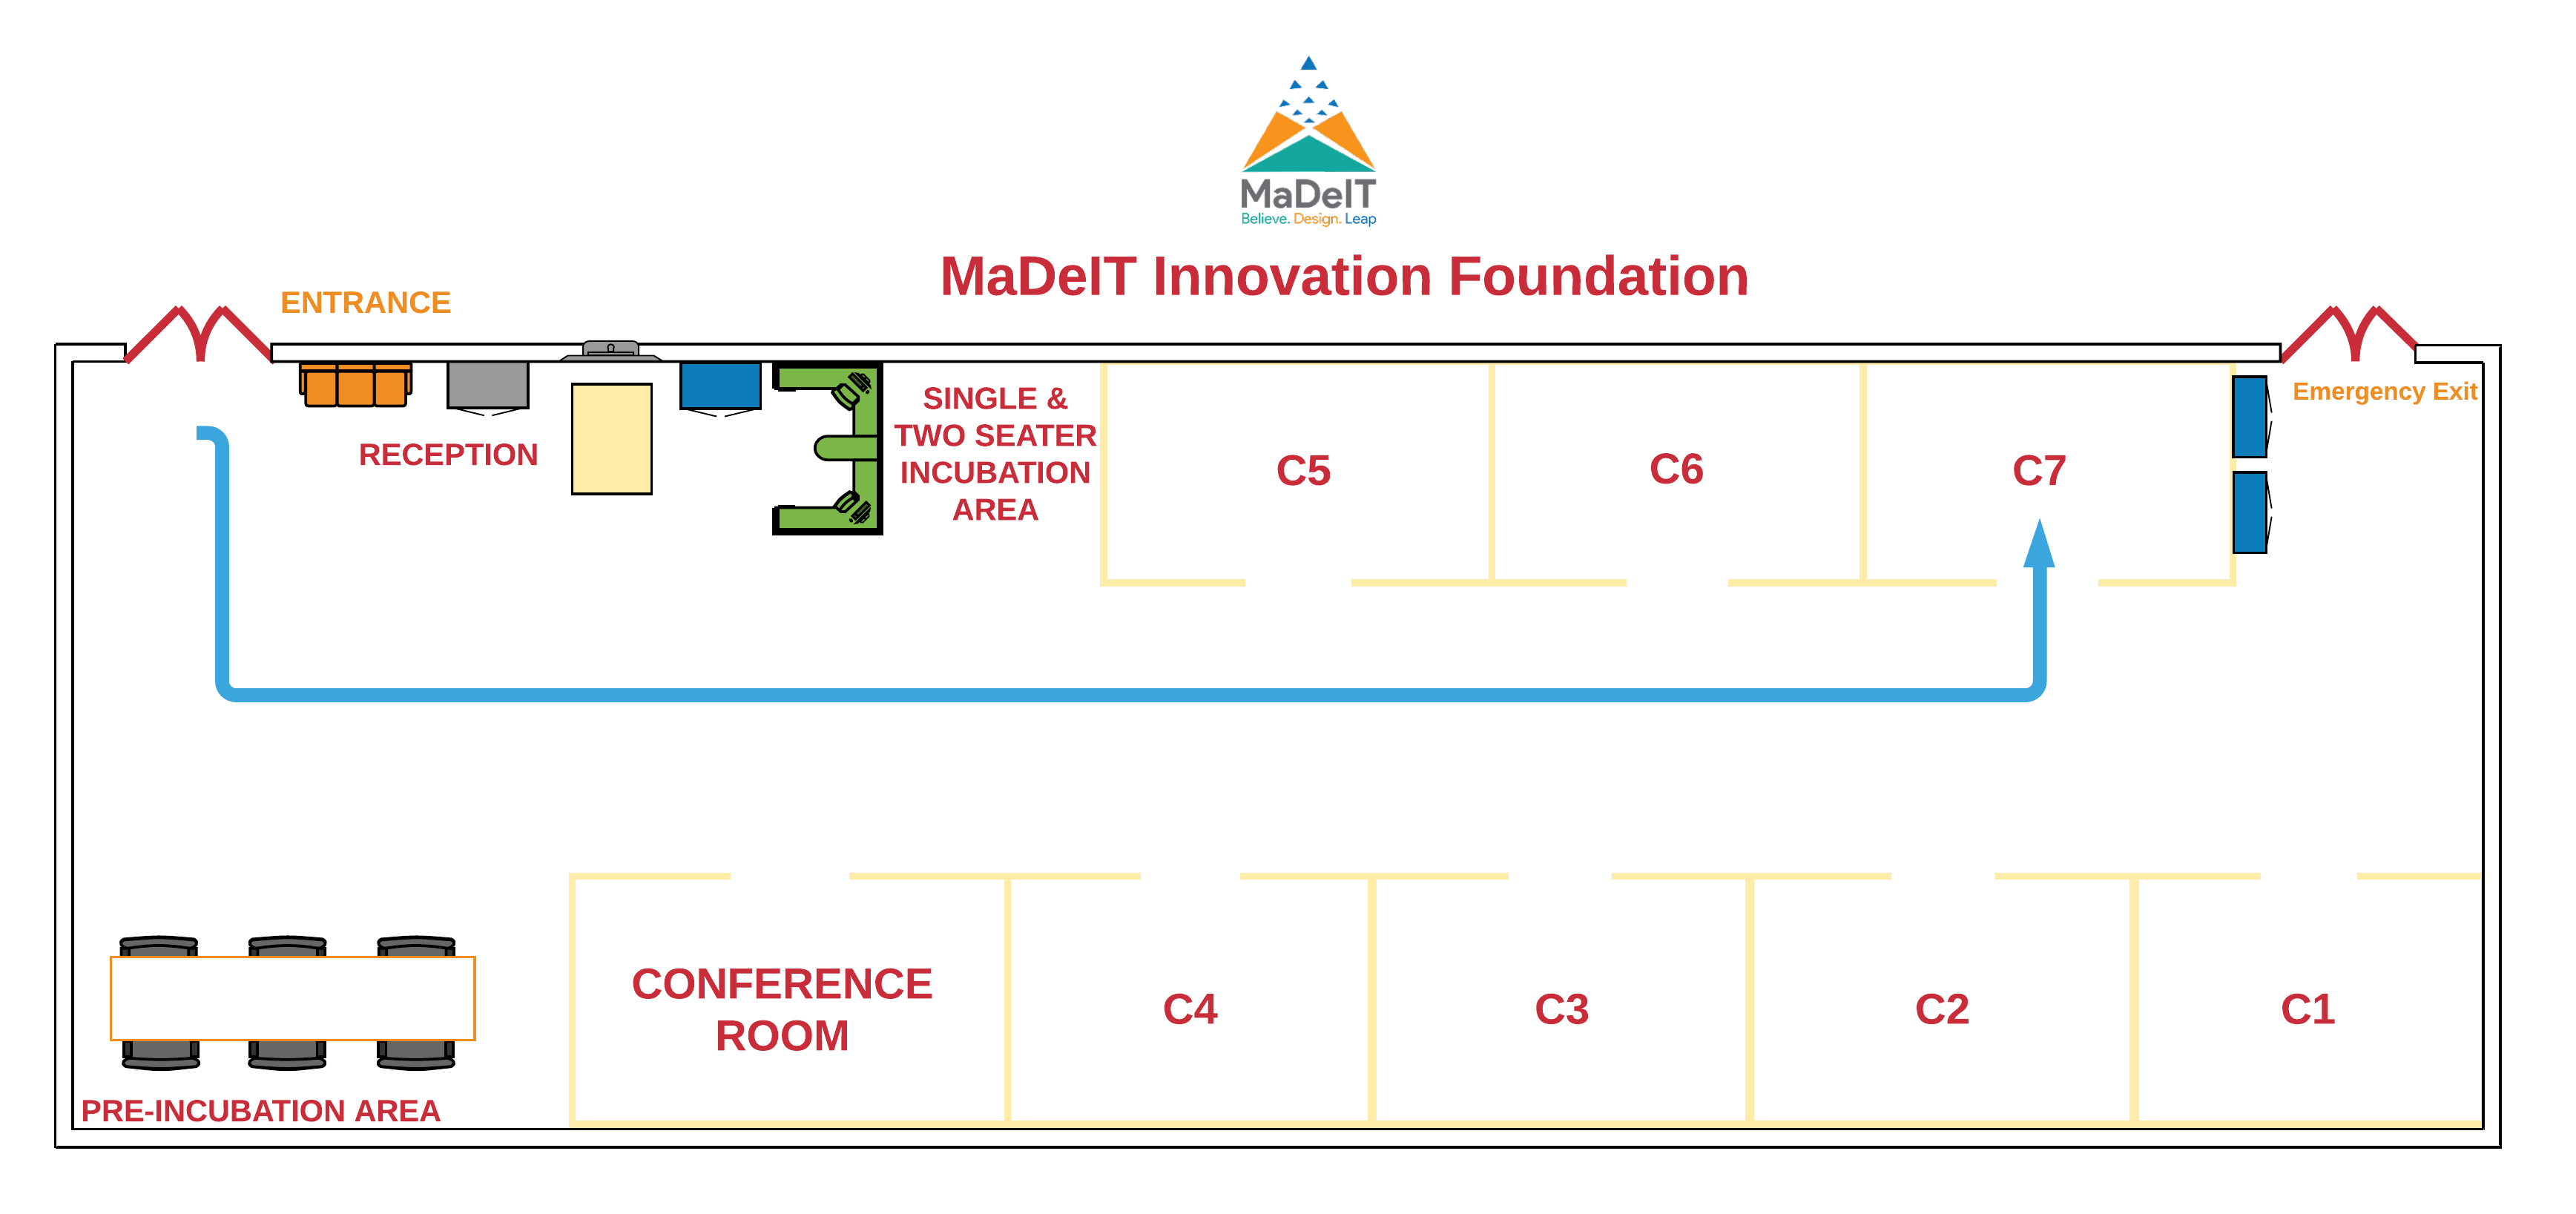 MaDeIT
Believe. Design. Leap
MaDeIT Innovation Foundation
ENTRANCE
Emergency Exit
RECEPTION
SINGLE &
TWO SEATER
INCUBATION
AREA
C5
C6
C7
CONFERENCE
ROOM
C4
C3
C2
C1
PRE-INCUBATION AREA